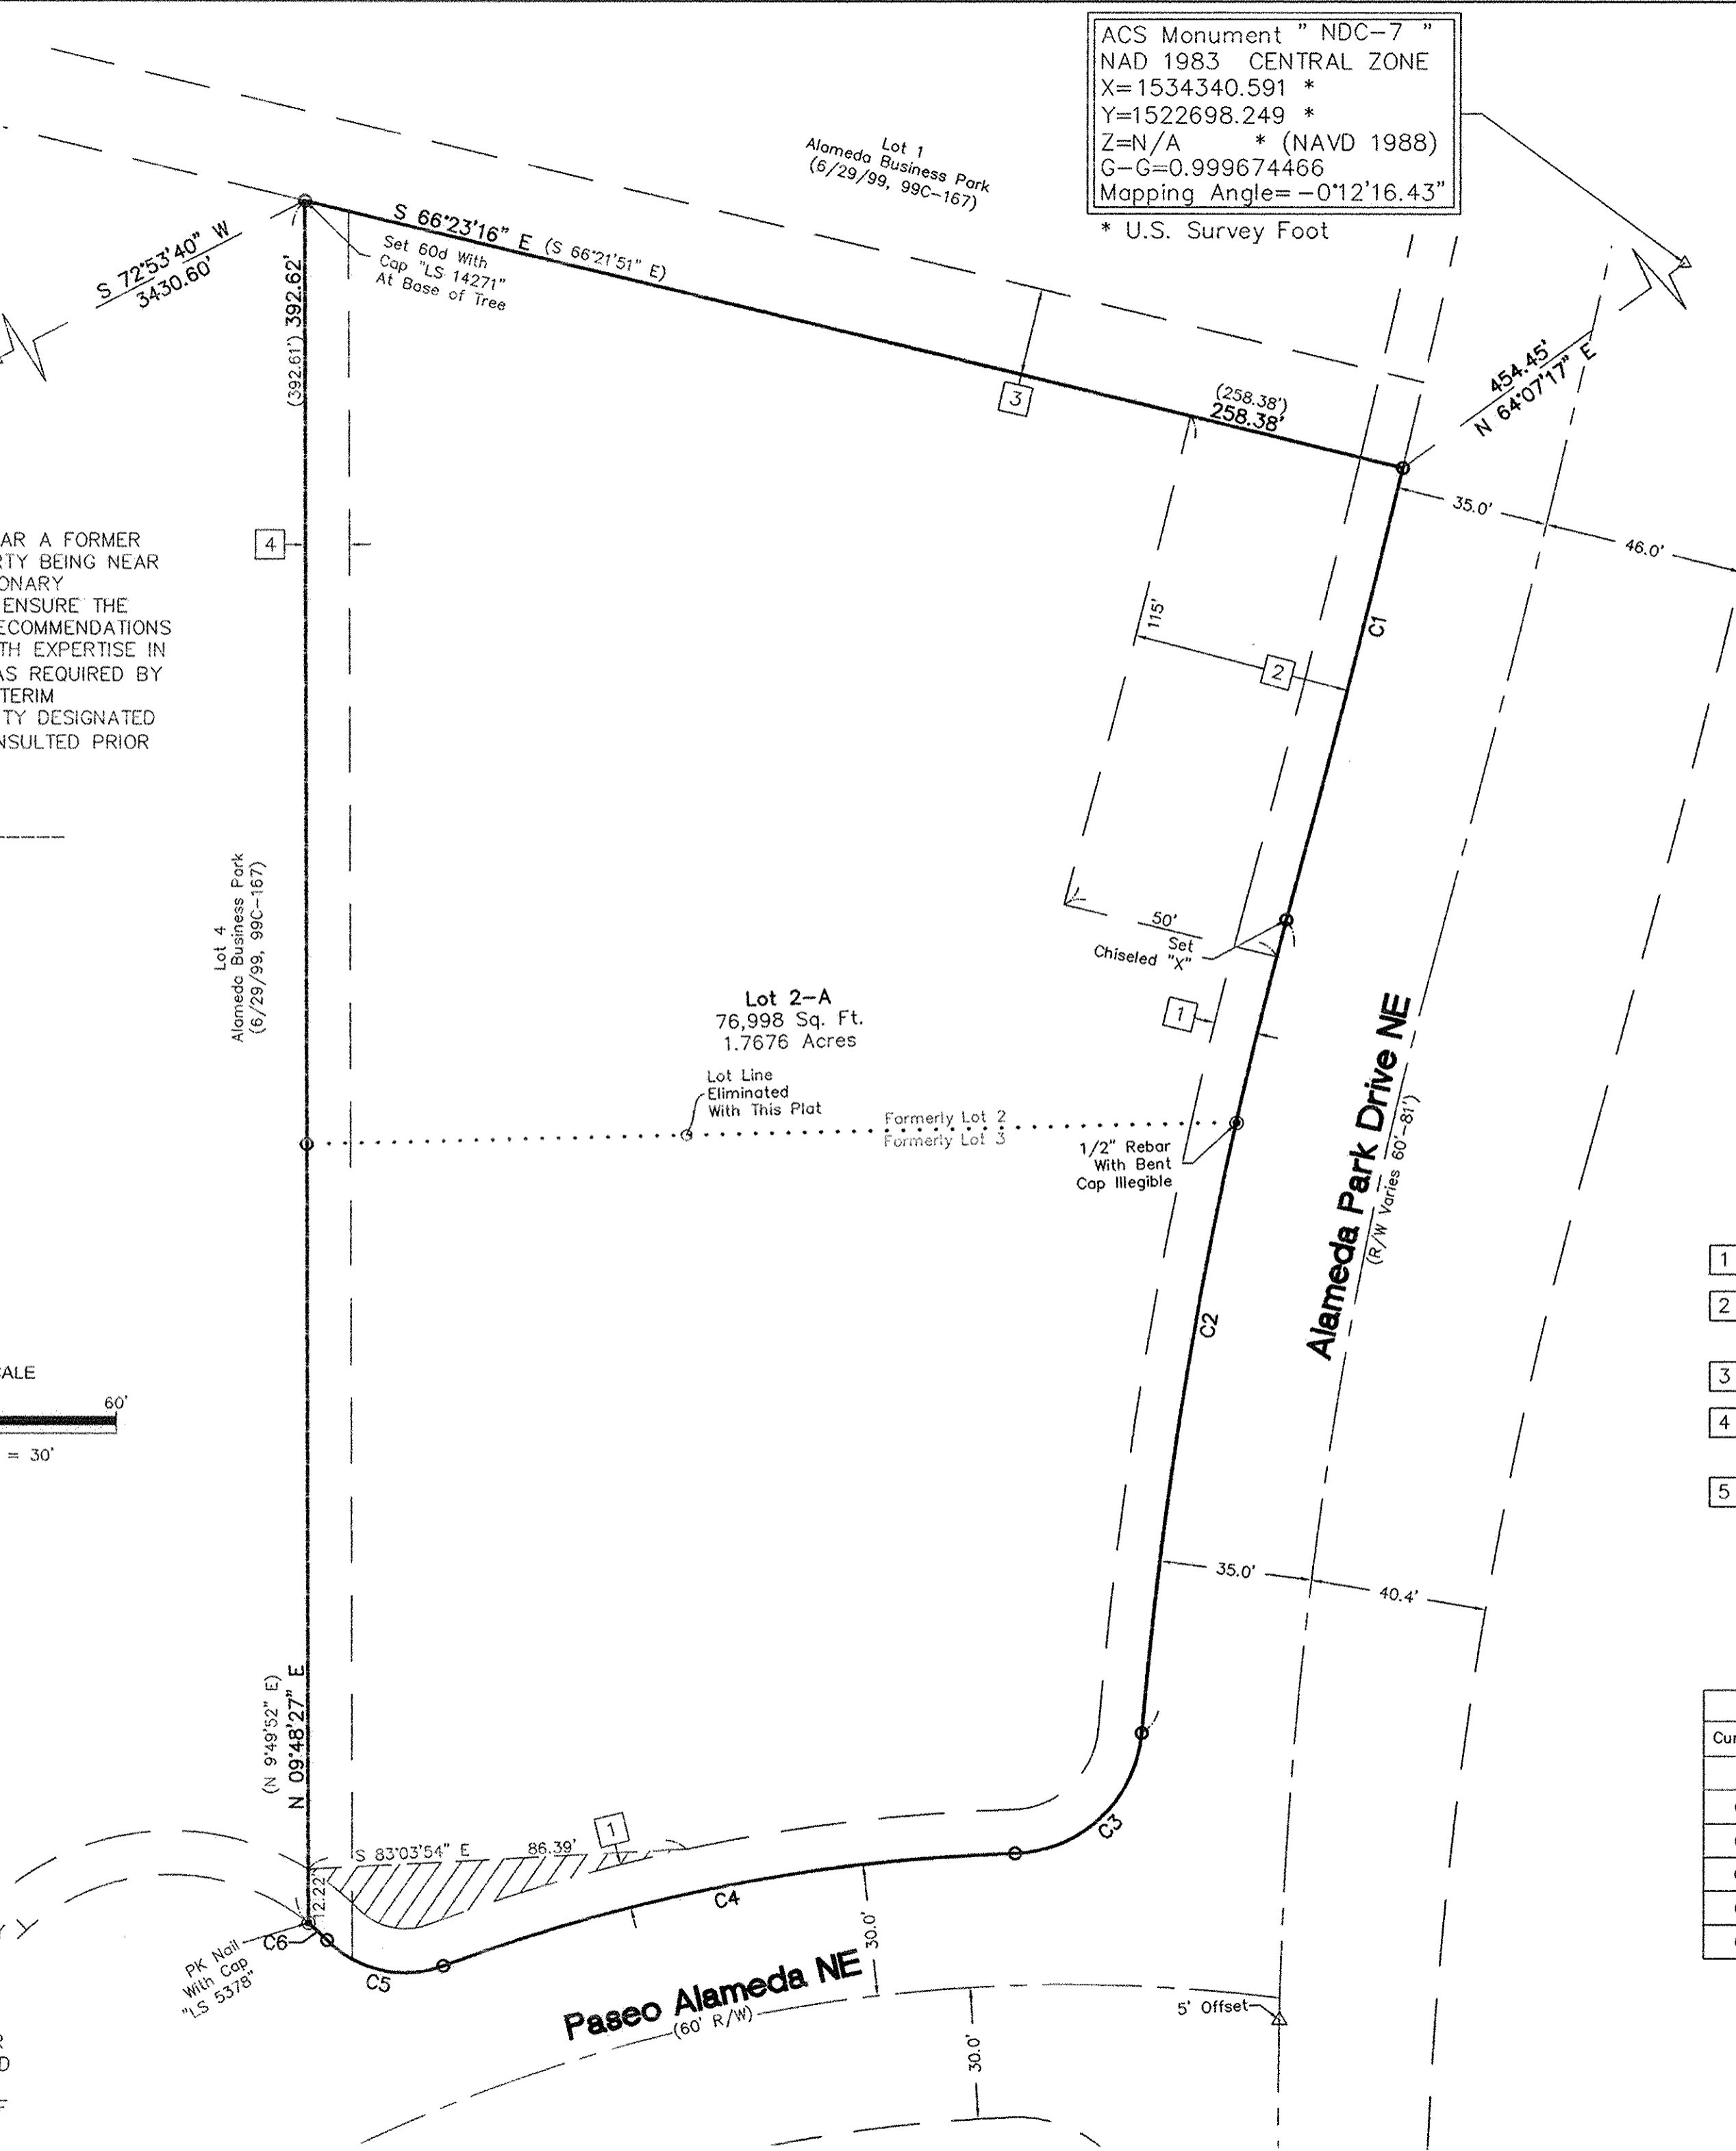 ACS Monument " NDC-7 "
NAD 1983 CENTRAL ZONE
X=1534340.591 *
Y=1522698.249 *
Z=N/A * (NAVD 1988)
G-G=0.999674466
Mapping Angle= -0°12'16.43"
* U.S. Survey Foot
Lot 1
Alameda Business Park
(6/29/99, 99C-167)
S 66°23'16" E (S 66°21'51" E)
Set 60d With
Cap "LS 14271"
At Base of Tree
S 72°53'40" W
3430.60'
(392.61') 392.62'
3
(258.38')
258.38'
454.45'
N 64°07'17" E
35.0'
46.0'
4
AR A FORMER
RTY BEING NEAR
ONARY
ENSURE THE
ECOMMENDATIONS
TH EXPERTISE IN
AS REQUIRED BY
TERIM
TY DESIGNATED
NSULTED PRIOR
115'
2
C1
50'
Set
Chiseled "X"
Lot 4
Alameda Business Park
(6/29/99, 99C-167)
Lot 2-A
76,998 Sq. Ft.
1.7676 Acres
1
Lot Line
Eliminated
With This Plat
Formerly Lot 2
Formerly Lot 3
1/2" Rebar
With Bent
Cap Illegible
Alameda Park Drive NE
(R/W Varies 60'-81')
C2
1
2
3
4
5
CALE
60'
= 30'
35.0'
40.4'
(N 9°49'52" E)
N 09°48'27" E
Cur
S 83°03'54" E 86.39'
1
C3
12.22'
C4
C6
C5
PK Nail
With Cap
"LS 5378"
30.0'
Paseo Alameda NE
(60' R/W)
5' Offset
30.0'